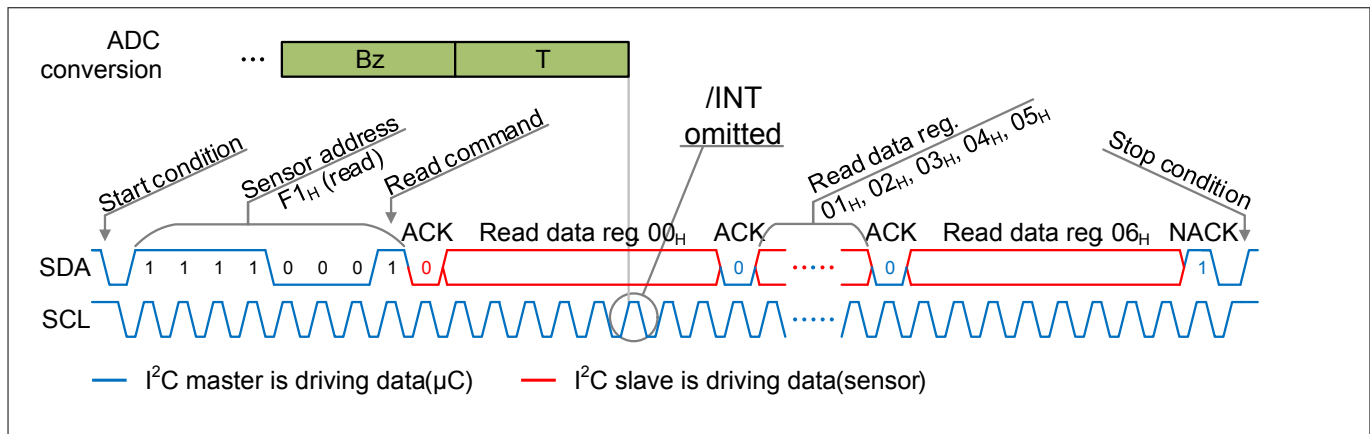 ADC
conversion
...
Bz
T
/INT
omitted
Start condition
Sensor address
F1H (read)
Read command
Read data reg.
01H, 02H, 03H, 04H, 05H
Stop condition
ACK
Read data reg. 00H
ACK
ACK
Read data reg. 06H
NACK
SDA
1 1 1 1 0 0 0 1 0
0
.....
0
1
SCL
.....
I2C master is driving data(µC)
I2C slave is driving data(sensor)